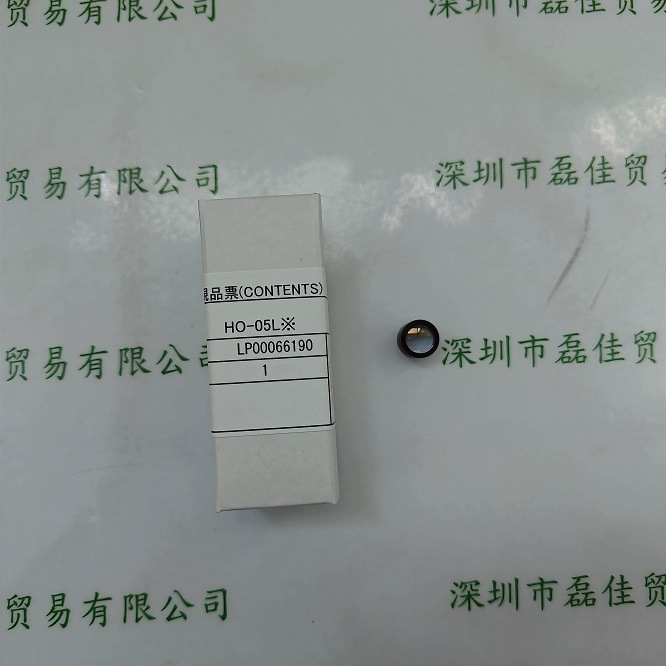 贸易有限公司
深圳市磊佳贸易
贸易有限公司
深圳市磊佳贸
品票(CONTENTS)
HO-05L※
LP00066190
1
贸易有限公司
深圳市磊佳贸
贸易有限公司
深圳市磊佳贸